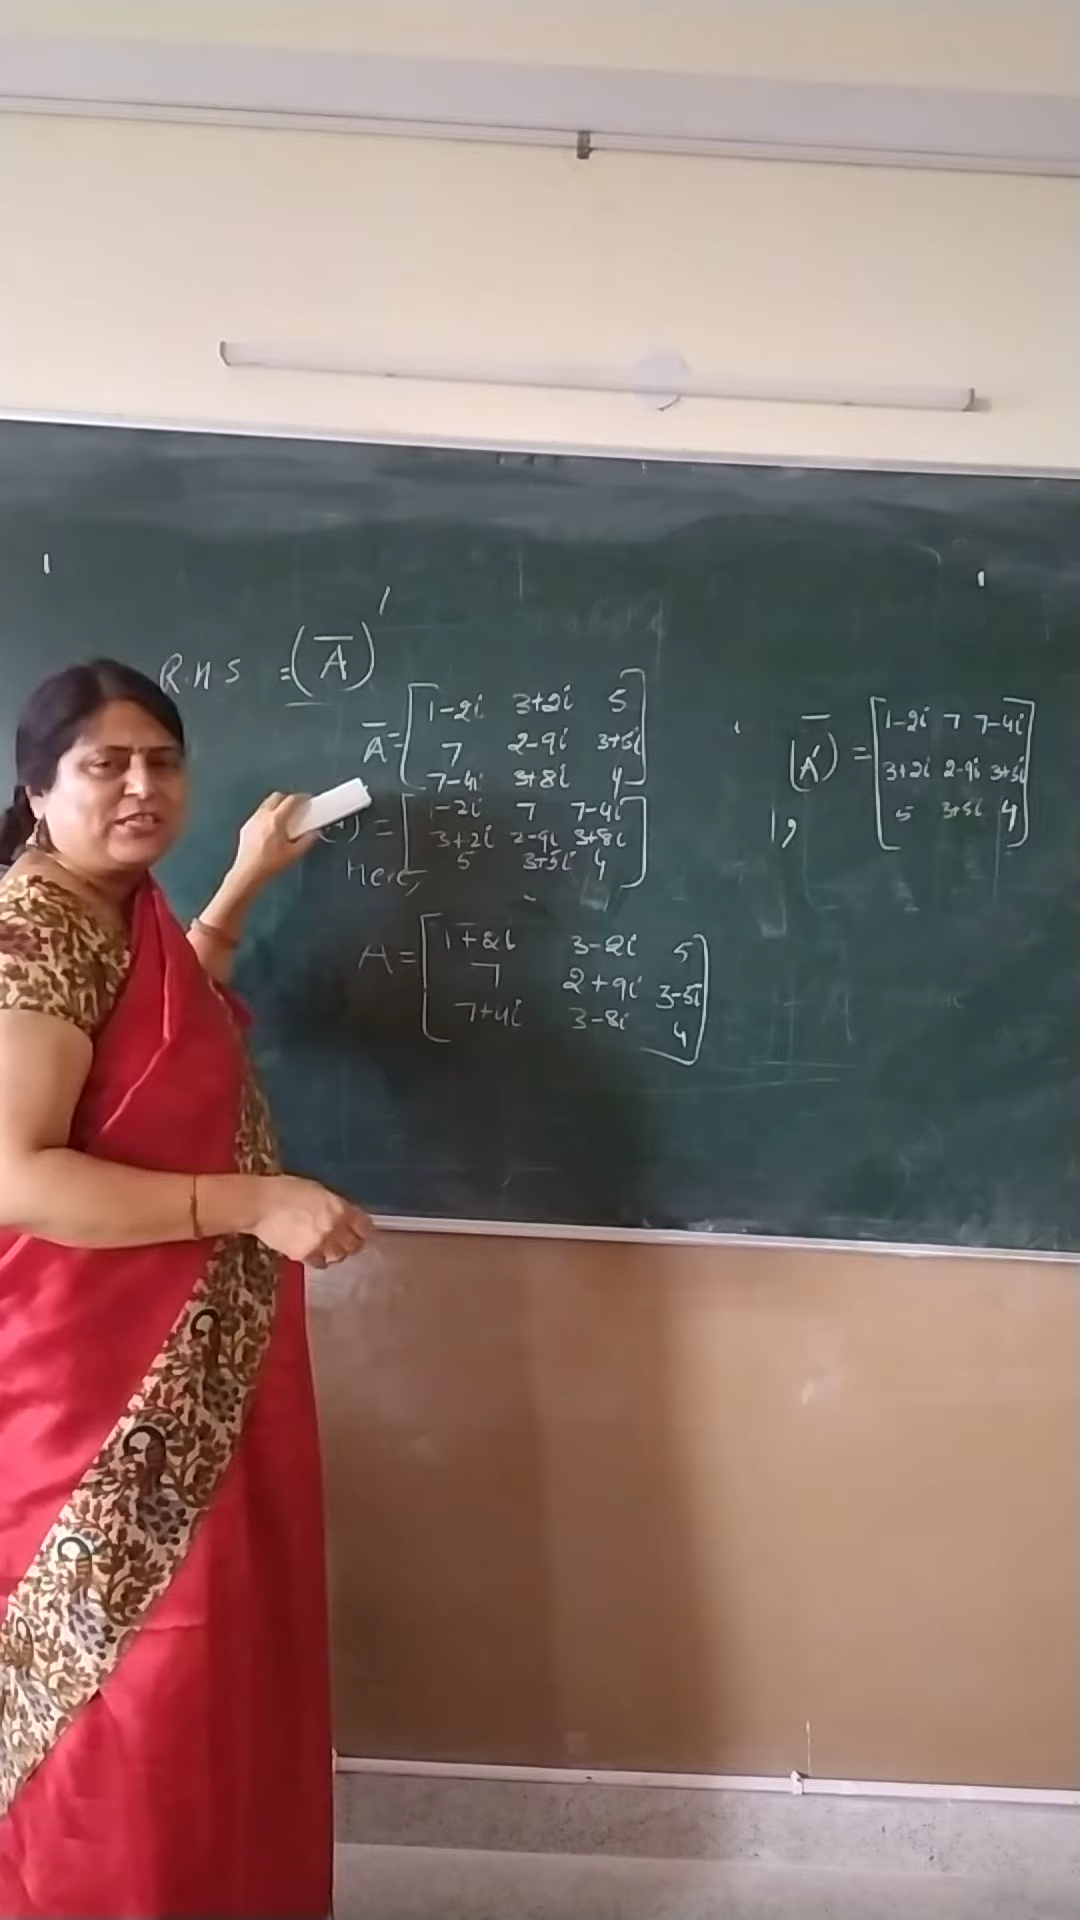 R.H.S = (A̅)'
A̅ = [1-2i 3+2i 5
7 2-9i 3+5i
7-4i 3+8i 4]
= [1-2i 7 7-4i
3+2i 2-9i 3+8i
5 3+5i 4]
Here,
A = [1+2i 3-2i 5
7 2+9i 3-5i
7+4i 3-8i 4]
(A̅') = [1-2i 7 7-4i
3+2i 2-9i 3+5i
5 3+5i 4]